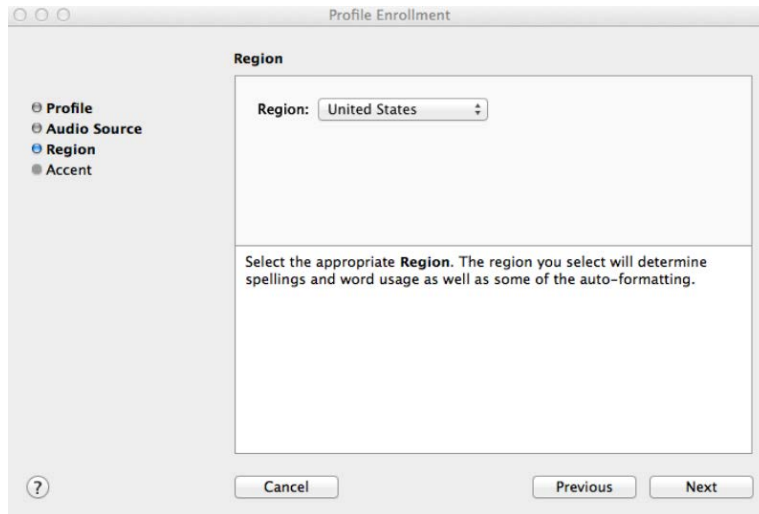 Profile Enrollment
Region
Profile
Audio Source
Region
Accent
Region: United States
Select the appropriate Region. The region you select will determine
spellings and word usage as well as some of the auto-formatting.
?
Cancel
Previous
Next